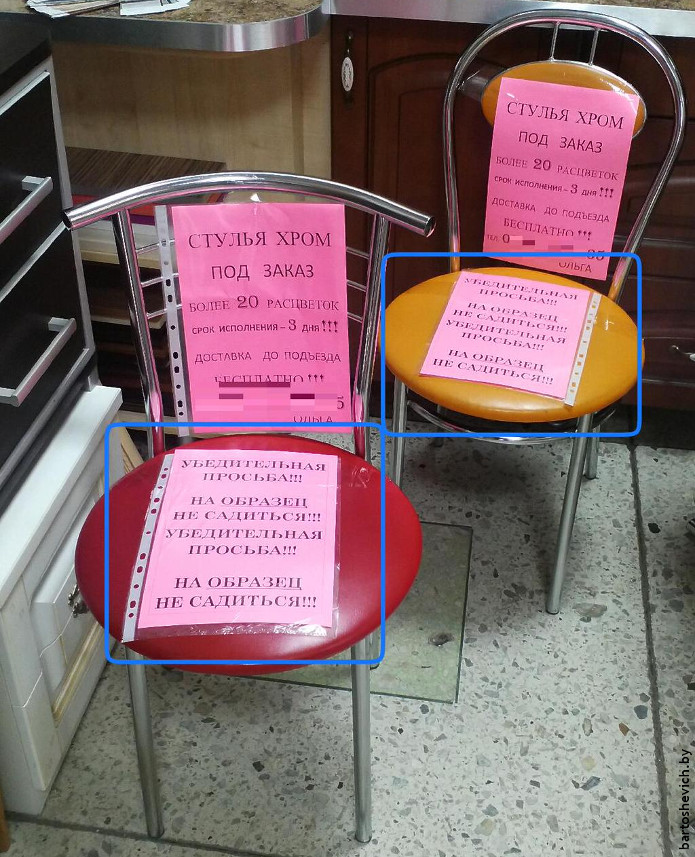 СТУЛЬЯ ХРОМ
ПОД ЗАКАЗ
БОЛЕЕ 20 РАСЦВЕТОК
СРОК ИСПОЛНЕНИЯ – 3 ДНЯ!!!
ДОСТАВКА ДО ПОДЪЕЗДА
БЕСПЛАТНО!!!
5
ОЛЬГА
УБЕДИТЕЛЬНАЯ
ПРОСЬБА!!!
НА ОБРАЗЕЦ
НЕ САДИТЬСЯ!!!
УБЕДИТЕЛЬНАЯ
ПРОСЬБА!!!
НА ОБРАЗЕЦ
НЕ САДИТЬСЯ!!!
СТУЛЬЯ ХРОМ
ПОД ЗАКАЗ
БОЛЕЕ 20 РАСЦВЕТОК
СРОК ИСПОЛНЕНИЯ – 3 ДНЯ!!!
ДОСТАВКА ДО ПОДЪЕЗДА
БЕСПЛАТНО!!!
ТЕЛ. 0
ОЛЬГА
УБЕДИТЕЛЬНАЯ
ПРОСЬБА!!!
НА ОБРАЗЕЦ
НЕ САДИТЬСЯ!!!
УБЕДИТЕЛЬНАЯ
ПРОСЬБА!!!
НА ОБРАЗЕЦ
НЕ САДИТЬСЯ!!!
bartoshevich.by